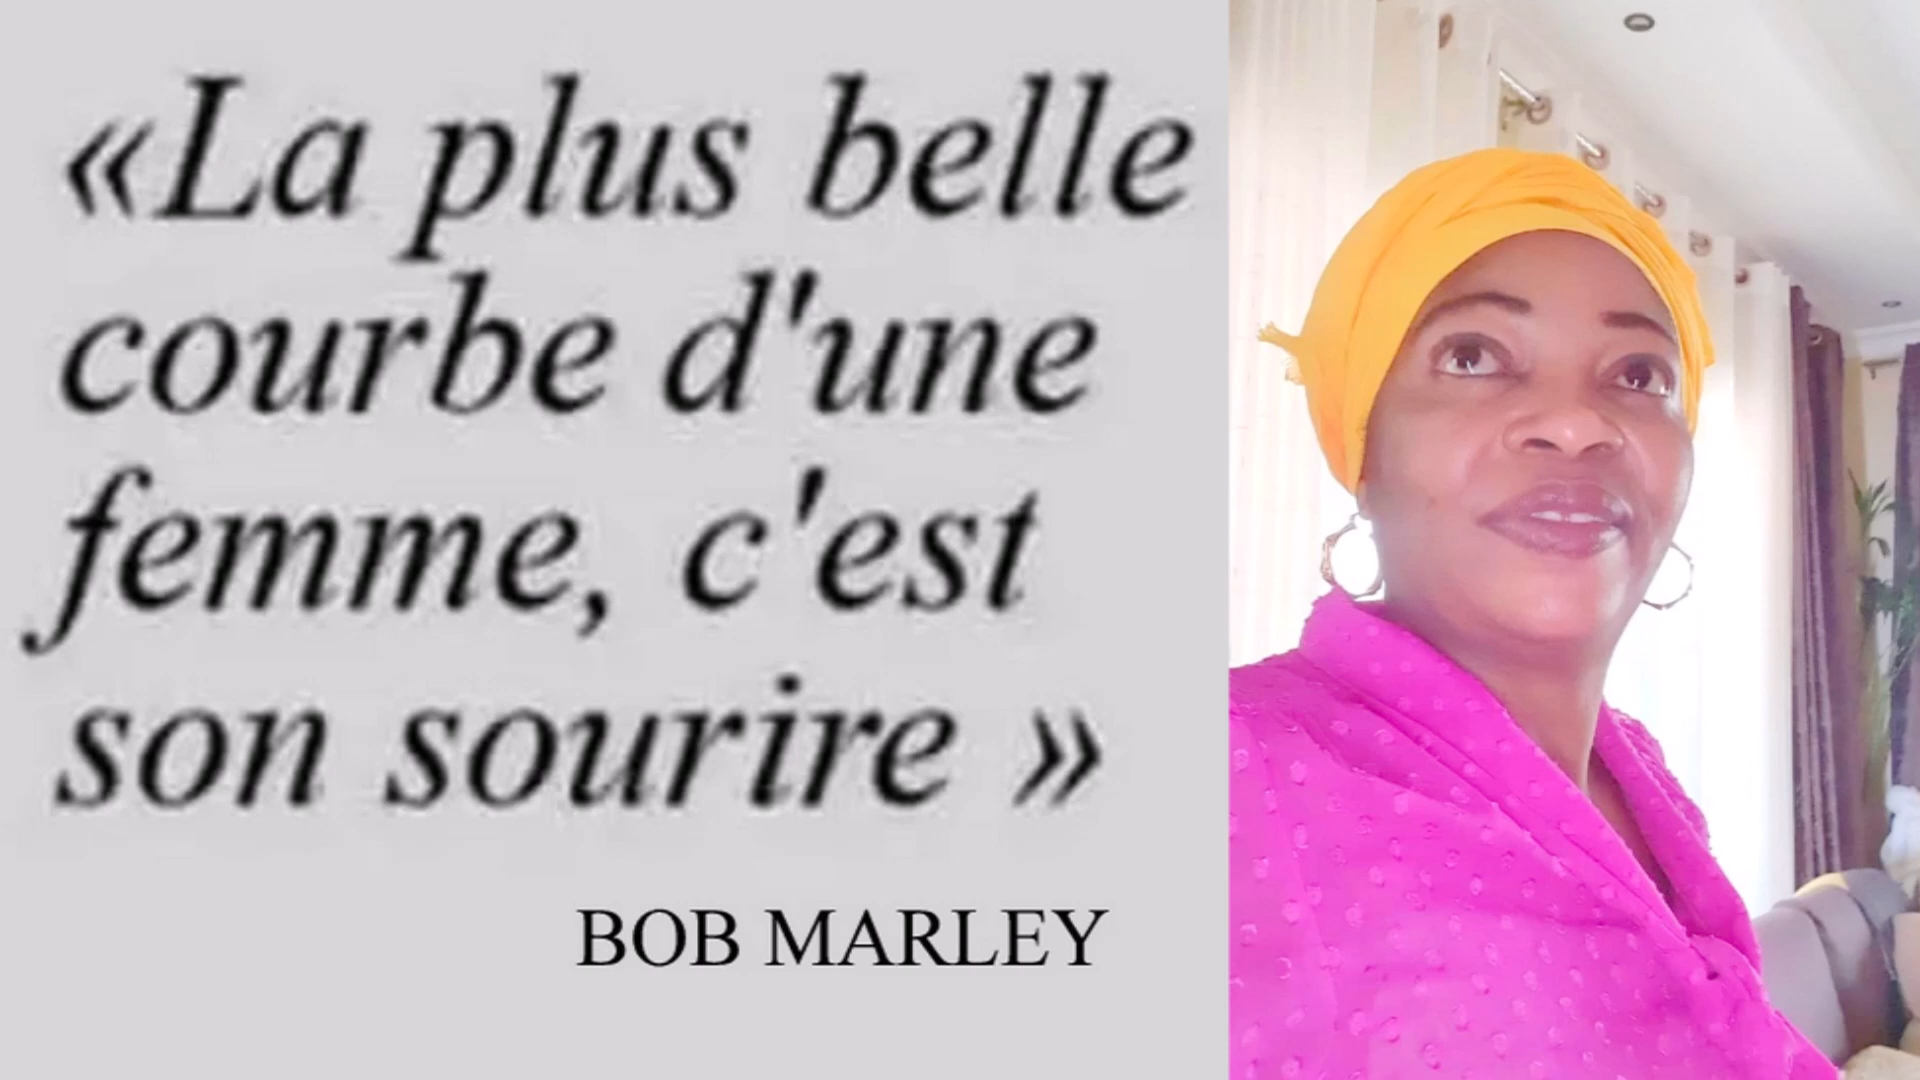 «La plus belle
courbe d'une
femme, c'est
son sourire »
BOB MARLEY